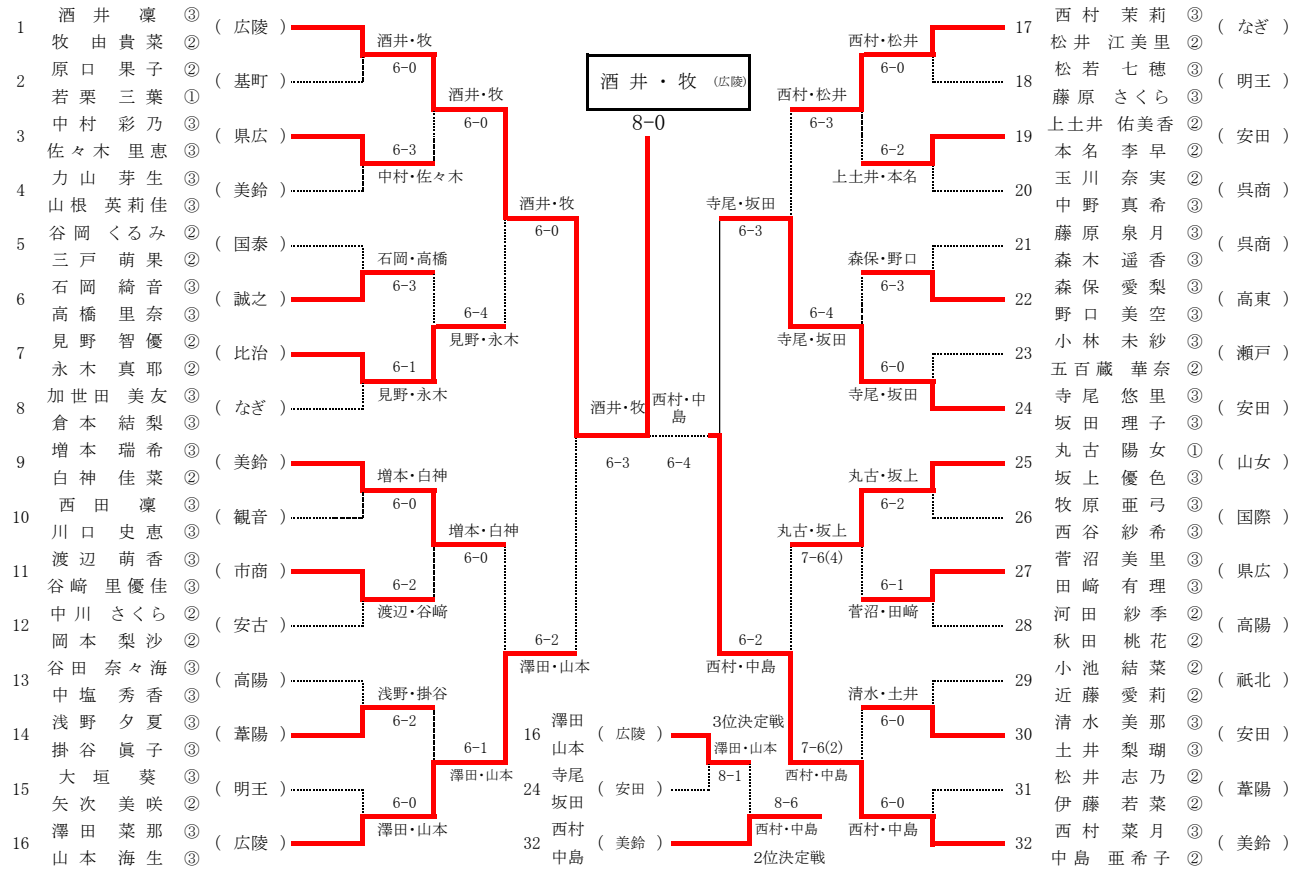 1 酒井 凜 ③ ( 広陵 )
牧 由貴菜 ②
2 原口 果子 ② ( 基町 )
若栗 三葉 ①
3 中村 彩乃 ③ ( 県広 )
佐々木 里恵 ③
4 力山 芽生 ③ ( 美鈴 )
山根 英莉佳 ③
5 谷岡 くるみ ② ( 国泰 )
三戸 萌果 ②
6 石岡 綺音 ③ ( 誠之 )
高橋 里奈 ③
7 見野 智優 ② ( 比治 )
永木 真耶 ②
8 加世田 美友 ③ ( なぎ )
倉本 結梨 ③
9 増本 瑞希 ③ ( 美鈴 )
白神 佳菜 ②
10 西田 凜 ③ ( 観音 )
川口 史恵 ③
11 渡辺 萌香 ③ ( 市商 )
谷﨑 里優佳 ③
12 中川 さくら ② ( 安古 )
岡本 梨沙 ②
13 谷田 奈々海 ③ ( 高陽 )
中塩 秀香 ③
14 浅野 夕夏 ③ ( 葦陽 )
掛谷 眞子 ③
15 大垣 葵 ③ ( 明王 )
矢次 美咲 ②
16 澤田 菜那 ③ ( 広陵 )
山本 海生 ③
酒井・牧
6-0
6-3
中村・佐々木
石岡・高橋
6-3
6-1
見野・永木
増本・白神
6-0
6-2
渡辺・谷﨑
浅野・掛谷
6-2
6-0
澤田・山本
酒井・牧
6-0
6-4
見野・永木
増本・白神
6-0
6-1
澤田・山本
酒井・牧
6-0
6-2
澤田・山本
酒井・牧
6-3
酒井・牧 (広陵)
8-0
西村・中
島
6-4
寺尾・坂田
6-3
6-2
西村・中島
西村・松井
6-3
6-4
寺尾・坂田
丸古・坂上
7-6(4)
7-6(2)
西村・中島
西村・松井
6-0
6-2
上土井・本名
森保・野口
6-3
6-0
寺尾・坂田
丸古・坂上
6-2
6-1
菅沼・田﨑
清水・土井
6-0
6-0
西村・中島
17 西村 茉莉 ③ ( なぎ )
松井 江美里 ②
18 松若 七穂 ③ ( 明王 )
藤原 さくら ③
19 上土井 佑美香 ② ( 安田 )
本名 李早 ②
20 玉川 奈実 ② ( 呉商 )
中野 真希 ③
21 藤原 泉月 ③ ( 呉商 )
森木 遥香 ③
22 森保 愛梨 ③ ( 高東 )
野口 美空 ③
23 小林 未紗 ③ ( 瀬戸 )
五百蔵 華奈 ②
24 寺尾 悠里 ③ ( 安田 )
坂田 理子 ③
25 丸古 陽女 ① ( 山女 )
坂上 優色 ③
26 牧原 亜弓 ③ ( 国際 )
西谷 紗希 ③
27 菅沼 美里 ③ ( 県広 )
田﨑 有理 ③
28 河田 紗季 ② ( 高陽 )
秋田 桃花 ②
29 小池 結菜 ② ( 祇北 )
近藤 愛莉 ②
30 清水 美那 ③ ( 安田 )
土井 梨瑚 ③
31 松井 志乃 ② ( 葦陽 )
伊藤 若菜 ②
32 西村 菜月 ③ ( 美鈴 )
中島 亜希子 ②
3位決定戦
16 澤田 ( 広陵 )
山本
24 寺尾 ( 安田 )
坂田
32 西村 ( 美鈴 )
中島
澤田・山本
8-1
8-6
西村・中島
2位決定戦